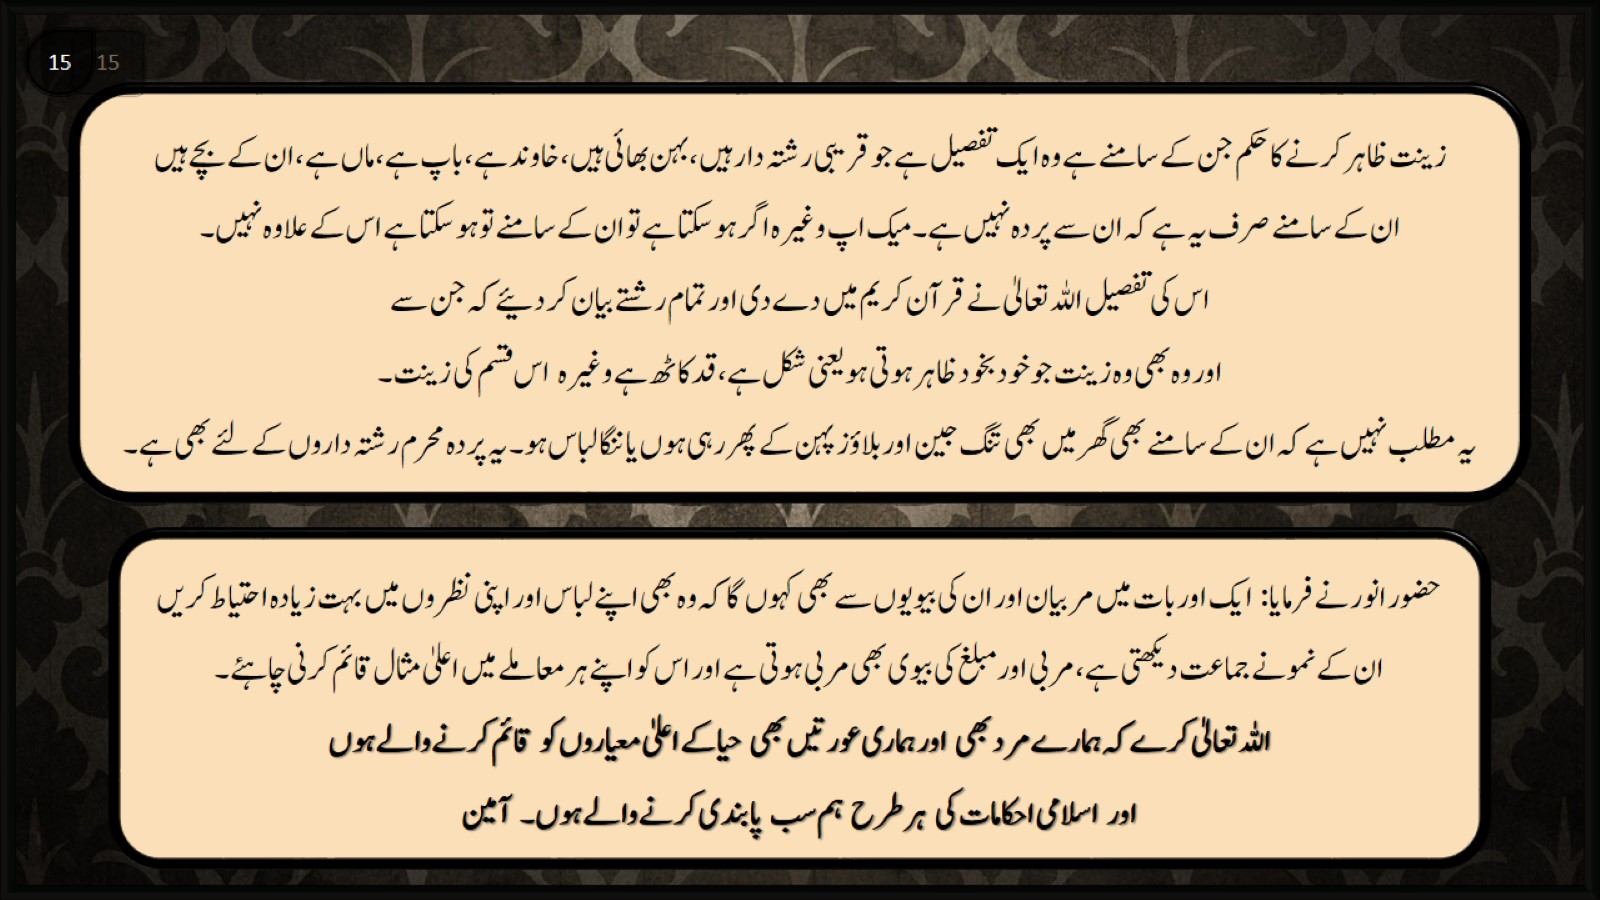 15 15
زینت ظاہر کرنے کا حکم جن کے سامنے ہے وہ ایک تفصیل ہے جو قریبی رشتہ دار ہیں، بہن بھائی ہیں، خاوند ہے، باپ ہے، ماں ہے، ان کے بچے ہیں
ان کے سامنے صرف یہ ہے کہ ان سے پردہ نہیں ہے۔ میک اپ وغیرہ اگر ہو سکتا ہے تو ان کے سامنے تو ہو سکتا ہے اس کے علاوہ نہیں۔
اس کی تفصیل اللہ تعالیٰ نے قرآن کریم میں دے دی اور تمام رشتے بیان کر دیئے کہ جن سے
اور وہ بھی وہ زینت جو خود بخود ظاہر ہوتی ہو یعنی شکل ہے، قد کاٹھ ہے وغیرہ اس قسم کی زینت۔
یہ مطلب نہیں ہے کہ ان کے سامنے بھی گھر میں بھی تنگ جین اور بلاؤز پہن کے پھر رہی ہوں یا ننگا لباس ہو۔ یہ پردہ محرم رشتہ داروں کے لئے بھی ہے۔
حضور انور نے فرمایا: ایک اور بات میں مربیان اور ان کی بیویوں سے بھی کہوں گا کہ وہ بھی اپنے لباس اور اپنی نظروں میں بہت زیادہ احتیاط کریں
ان کے نمونے جماعت دیکھتی ہے، مربی اور مبلغ کی بیوی بھی مربی ہوتی ہے اور اس کو اپنے ہر معاملے میں اعلیٰ مثال قائم کرنی چاہئے۔
اللہ تعالیٰ کرے کہ ہمارے مرد بھی اور ہماری عورتیں بھی حیا کے اعلیٰ معیاروں کو قائم کرنے والے ہوں
اور اسلامی احکامات کی ہر طرح ہم سب پابندی کرنے والے ہوں۔ آمین